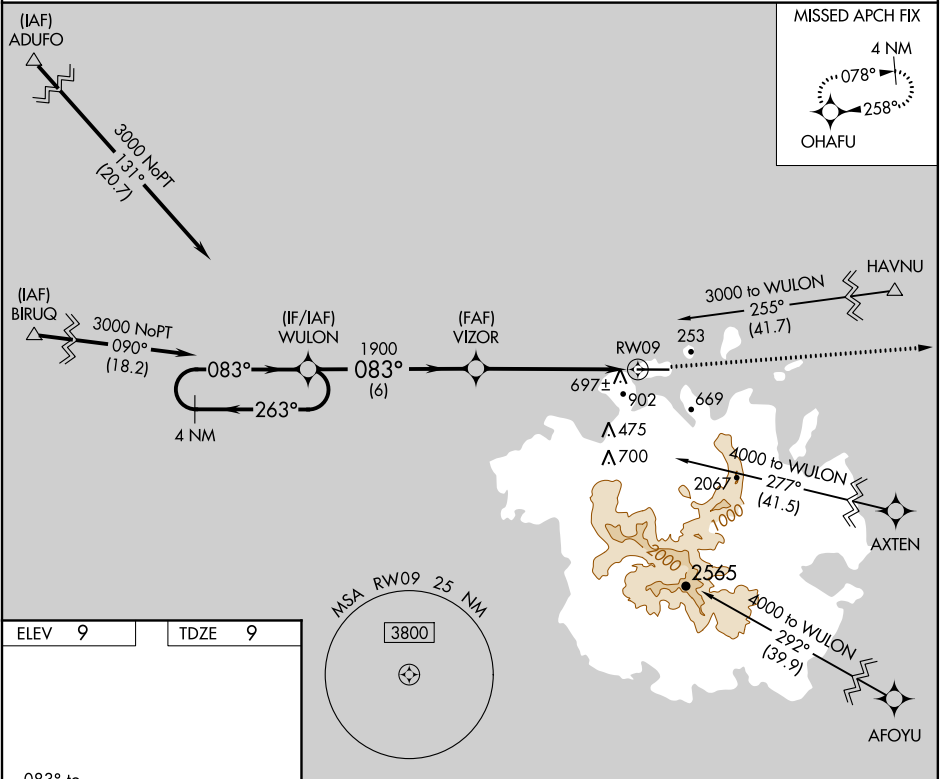 (IAF)
ADUFO
3000 NoPT
131°
(20.7)
MISSED APCH FIX
4 NM
078°
258°
OHAFU
(IAF)
BIRUQ
3000 NoPT
090°
(18.2)
(IF/IAF)
WULON
083°
263°
4 NM
1900
083°
(6)
(FAF)
VIZOR
RW09
HAVNU
3000 to WULON
255°
(41.7)
253
697±
902
669
475
700
4000 to WULON
277°
(41.5)
2067
AXTEN
1000
2000
2565
4000 to WULON
292°
(39.9)
AFOYU
MSA RW09 25 NM
3800
ELEV 9
TDZE 9
083° to